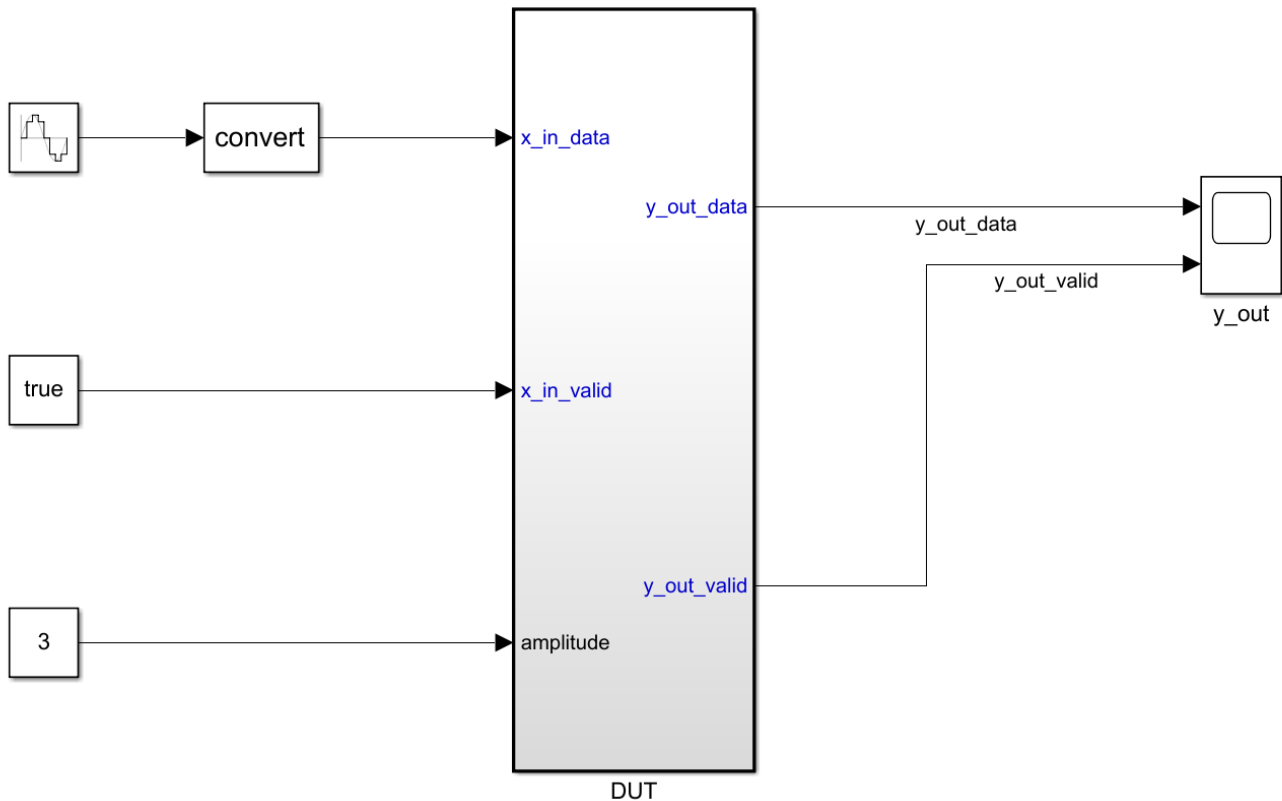 convert
x_in_data
y_out_data
y_out_data
y_out_valid
y_out
true
x_in_valid
y_out_valid
3
amplitude
DUT